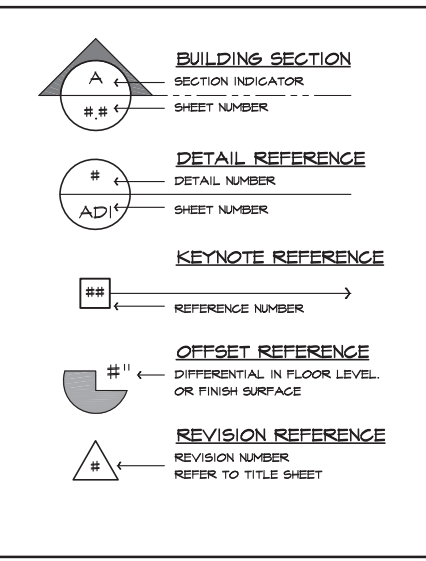 BUILDING SECTION
A
SECTION INDICATOR
#.#
SHEET NUMBER
DETAIL REFERENCE
#
DETAIL NUMBER
AD1
SHEET NUMBER
KEYNOTE REFERENCE
##
REFERENCE NUMBER
OFFSET REFERENCE
#"
DIFFERENTIAL IN FLOOR LEVEL.
OR FINISH SURFACE
REVISION REFERENCE
REVISION NUMBER
#
REFER TO TITLE SHEET